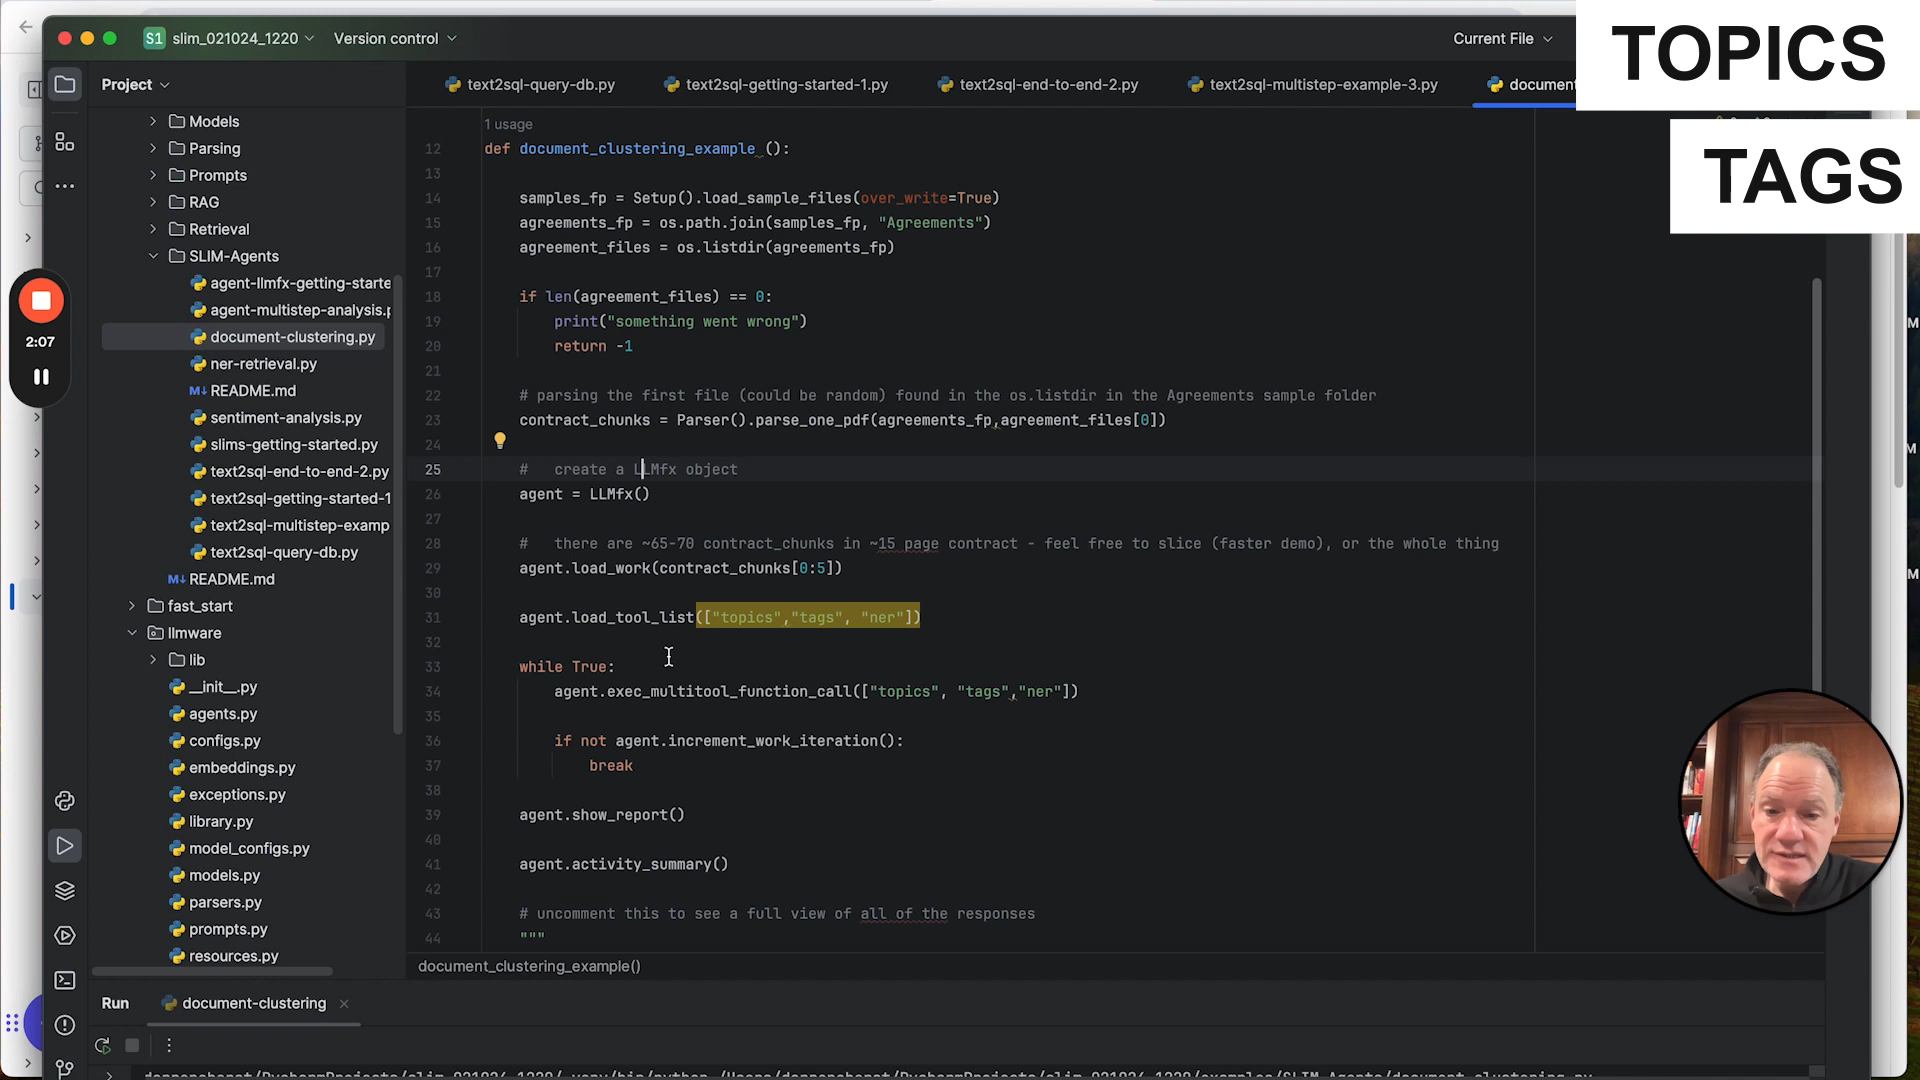 TOPICS
TAGS
S1 slim_021024_1220 Version control Current File
Project
text2sql-query-db.py text2sql-getting-started-1.py text2sql-end-to-end-2.py text2sql-multistep-example-3.py document
Models
Parsing
Prompts
RAG
Retrieval
SLIM-Agents
agent-llmfx-getting-starte
agent-multistep-analysis.p
document-clustering.py
ner-retrieval.py
M↓ README.md
sentiment-analysis.py
slims-getting-started.py
text2sql-end-to-end-2.py
text2sql-getting-started-1
text2sql-multistep-examp
text2sql-query-db.py
M↓ README.md
fast_start
llmware
lib
__init__.py
agents.py
configs.py
embeddings.py
exceptions.py
library.py
model_configs.py
models.py
parsers.py
prompts.py
resources.py
2:07
1 usage
12 def document_clustering_example ():
13
14 samples_fp = Setup().load_sample_files(over_write=True)
15 agreements_fp = os.path.join(samples_fp, "Agreements")
16 agreement_files = os.listdir(agreements_fp)
17
18 if len(agreement_files) == 0:
19 print("something went wrong")
20 return -1
21
22 # parsing the first file (could be random) found in the os.listdir in the Agreements sample folder
23 contract_chunks = Parser().parse_one_pdf(agreements_fp,agreement_files[0])
24
25 # create a LLMfx object
26 agent = LLMfx()
27
28 # there are ~65-70 contract_chunks in ~15 page contract - feel free to slice (faster demo), or the whole thing
29 agent.load_work(contract_chunks[0:5])
30
31 agent.load_tool_list(["topics","tags", "ner"])
32
33 while True:
34 agent.exec_multitool_function_call(["topics", "tags","ner"])
35
36 if not agent.increment_work_iteration():
37 break
38
39 agent.show_report()
40
41 agent.activity_summary()
42
43 # uncomment this to see a full view of all of the responses
44 """
document_clustering_example()
Run document-clustering